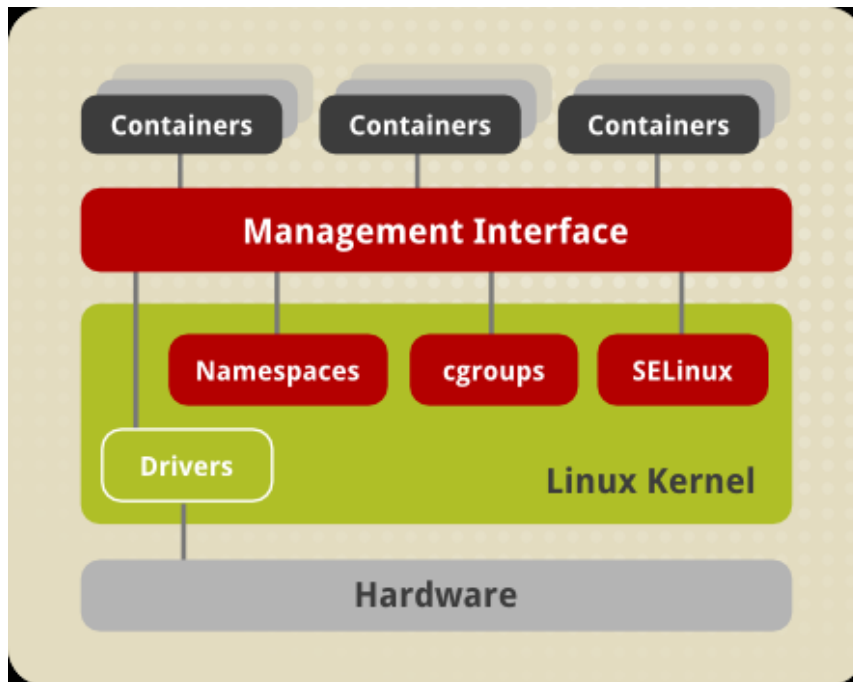 Containers
Containers
Containers
Management Interface
Namespaces
cgroups
SELinux
Drivers
Linux Kernel
Hardware